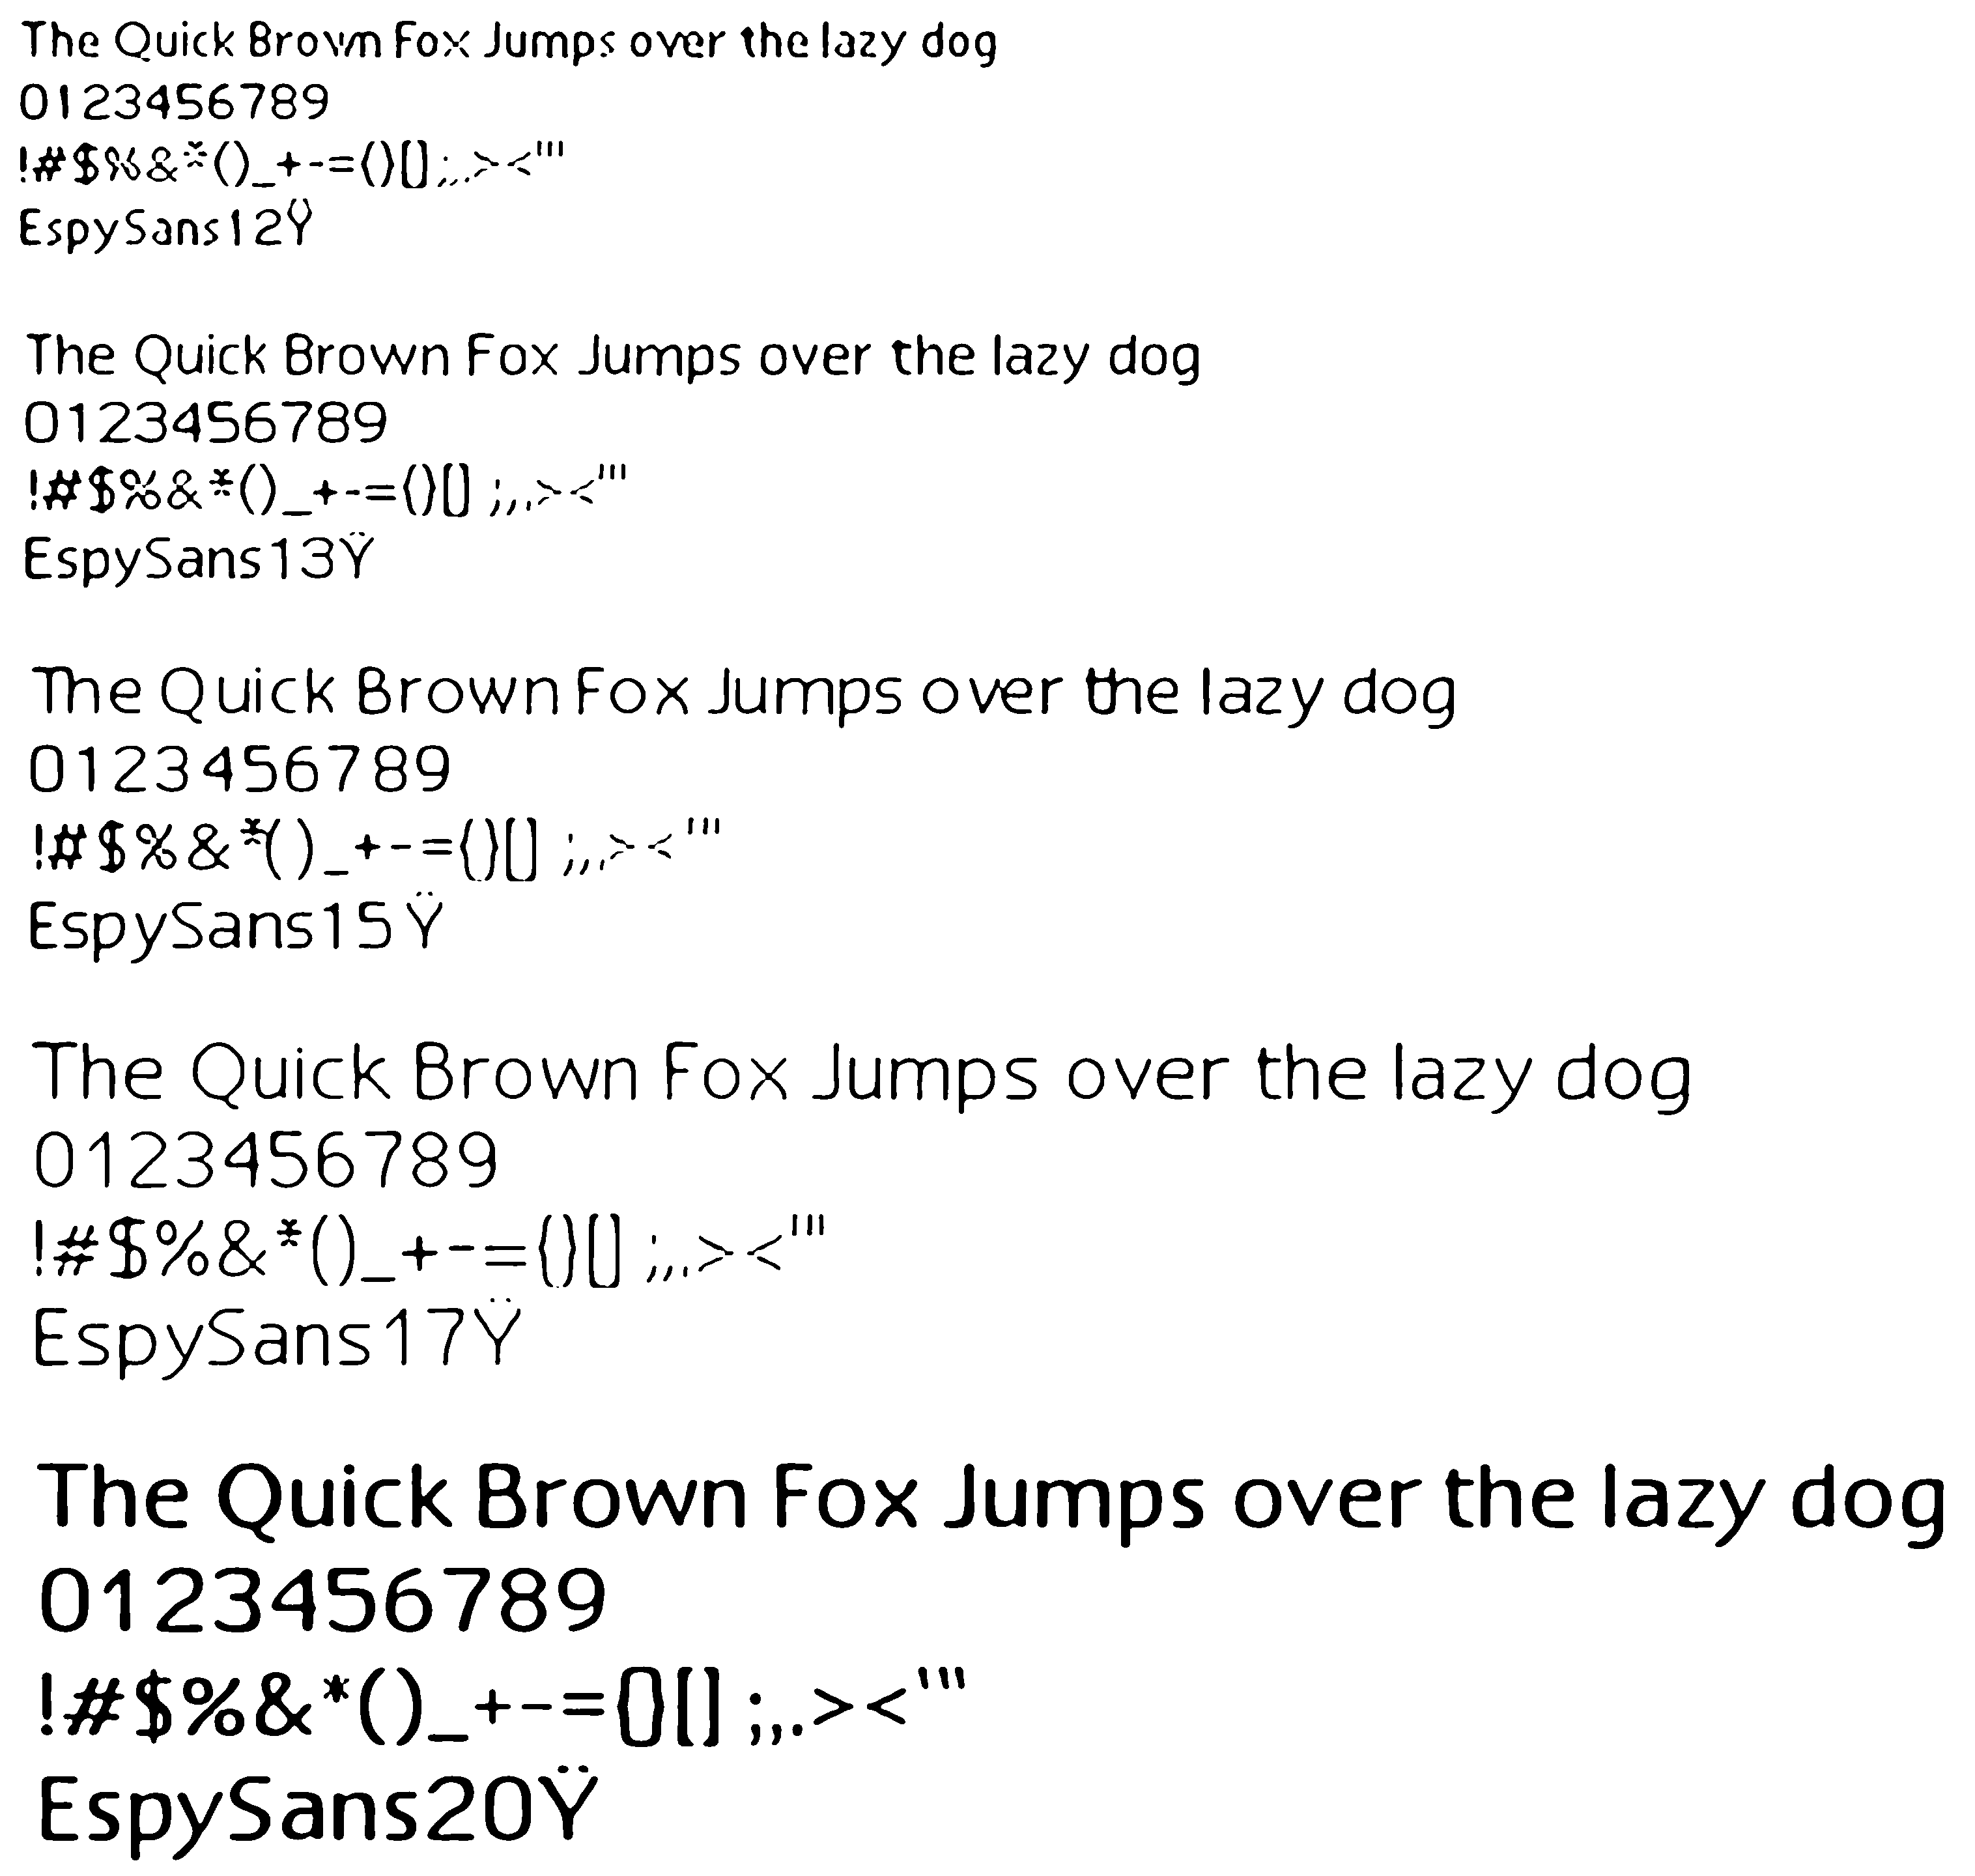 The Quick Brown Fox Jumps over the lazy dog
0123456789
!#$%&*()_+-={}[] ;,.><'"
EspySans12Ÿ
The Quick Brown Fox Jumps over the lazy dog
0123456789
!#$%&*()_+-={}[] ;,.><'"
EspySans13Ÿ
The Quick Brown Fox Jumps over the lazy dog
0123456789
!#$%&*()_+-={}[] ;,.><'"
EspySans15Ÿ
The Quick Brown Fox Jumps over the lazy dog
0123456789
!#$%&*()_+-={}[] ;,.><'"
EspySans17Ÿ
The Quick Brown Fox Jumps over the lazy dog
0123456789
!#$%&*()_+-={}[] ;,.><'"
EspySans20Ÿ